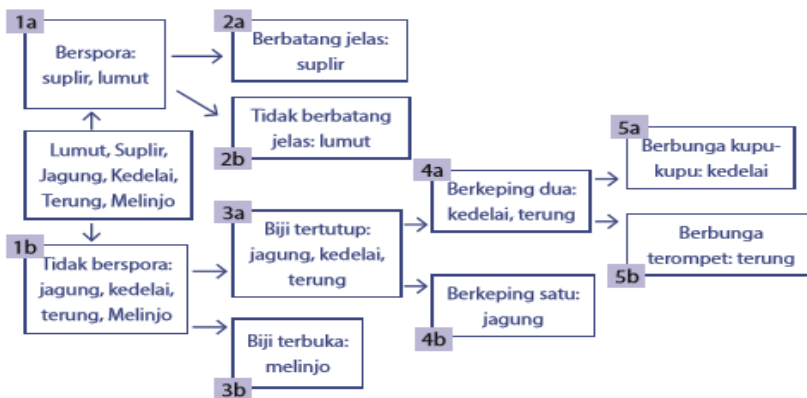 1a
Berspora:
suplir, lumut
2a
Berbatang jelas:
suplir
Tidak berbatang
jelas: lumut
2b
Lumut, Suplir,
Jagung, Kedelai,
Terung, Melinjo
1b
Tidak berspora:
jagung, kedelai,
terung, Melinjo
3a
Biji tertutup:
jagung, kedelai,
terung
Biji terbuka:
melinjo
3b
4a
Berkeping dua:
kedelai, terung
Berkeping satu:
jagung
4b
5a
Berbunga kupu-
kupu: kedelai
Berbunga
terompet: terung
5b